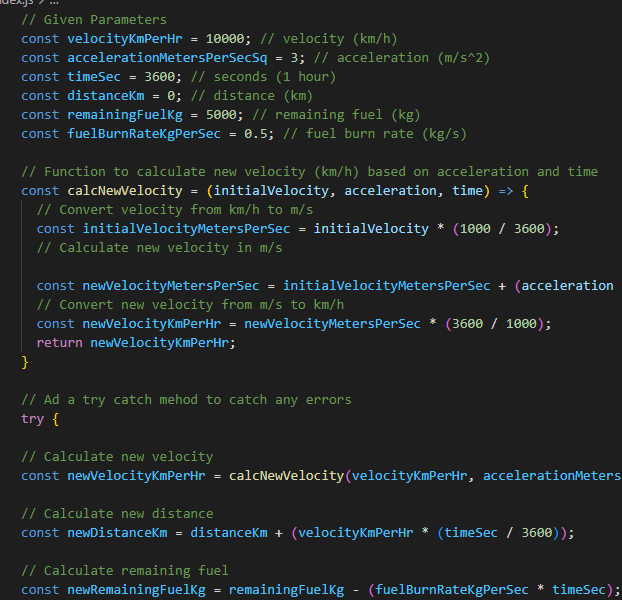 ndex.js > ...
// Given Parameters
const velocityKmPerHr = 10000; // velocity (km/h)
const accelerationMetersPerSecSq = 3; // acceleration (m/s^2)
const timeSec = 3600; // seconds (1 hour)
const distanceKm = 0; // distance (km)
const remainingFuelKg = 5000; // remaining fuel (kg)
const fuelBurnRateKgPerSec = 0.5; // fuel burn rate (kg/s)
// Function to calculate new velocity (km/h) based on acceleration and time
const calcNewVelocity = (initialVelocity, acceleration, time) => {
// Convert velocity from km/h to m/s
const initialVelocityMetersPerSec = initialVelocity * (1000 / 3600);
// Calculate new velocity in m/s
const newVelocityMetersPerSec = initialVelocityMetersPerSec + (acceleration
// Convert new velocity from m/s to km/h
const newVelocityKmPerHr = newVelocityMetersPerSec * (3600 / 1000);
return newVelocityKmPerHr;
}
// Ad a try catch mehod to catch any errors
try {
// Calculate new velocity
const newVelocityKmPerHr = calcNewVelocity(velocityKmPerHr, accelerationMeters
// Calculate new distance
const newDistanceKm = distanceKm + (velocityKmPerHr * (timeSec / 3600));
// Calculate remaining fuel
const newRemainingFuelKg = remainingFuelKg - (fuelBurnRateKgPerSec * timeSec);